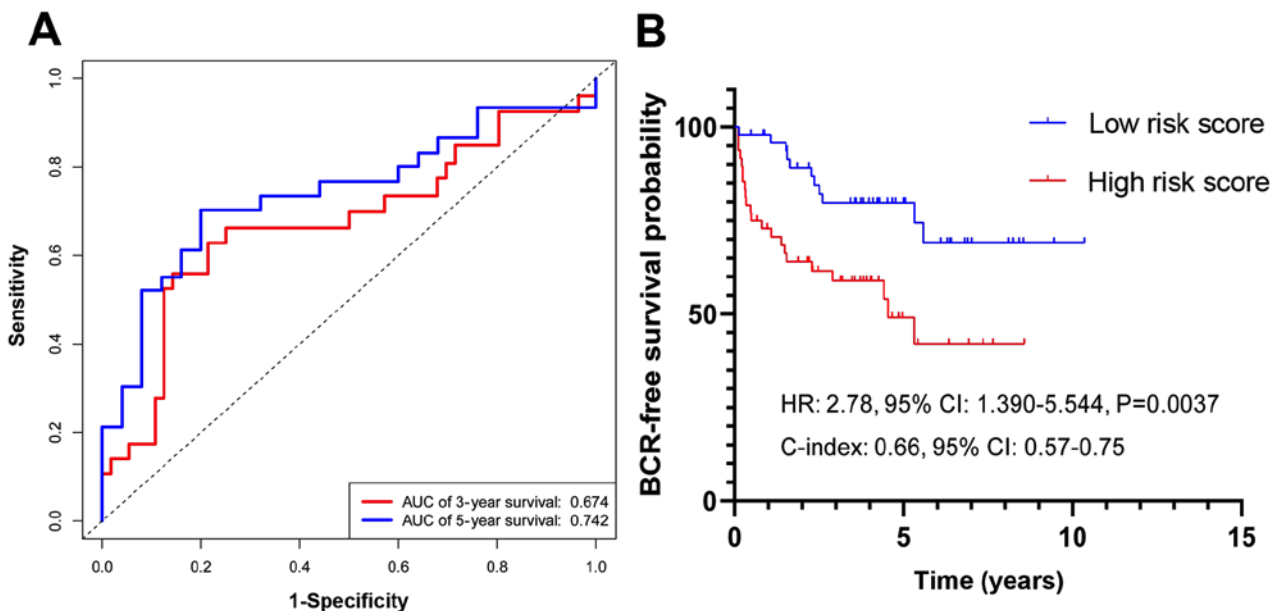 A
Sensitivity
1.0
0.8
0.6
0.4
0.2
0.0
AUC of 3-year survival: 0.674
AUC of 5-year survival: 0.742
0.0 0.2 0.4 0.6 0.8 1.0
1-Specificity
B
BCR-free survival probability
100
50
0
Low risk score
High risk score
HR: 2.78, 95% CI: 1.390-5.544, P=0.0037
C-index: 0.66, 95% CI: 0.57-0.75
0 5 10 15
Time (years)